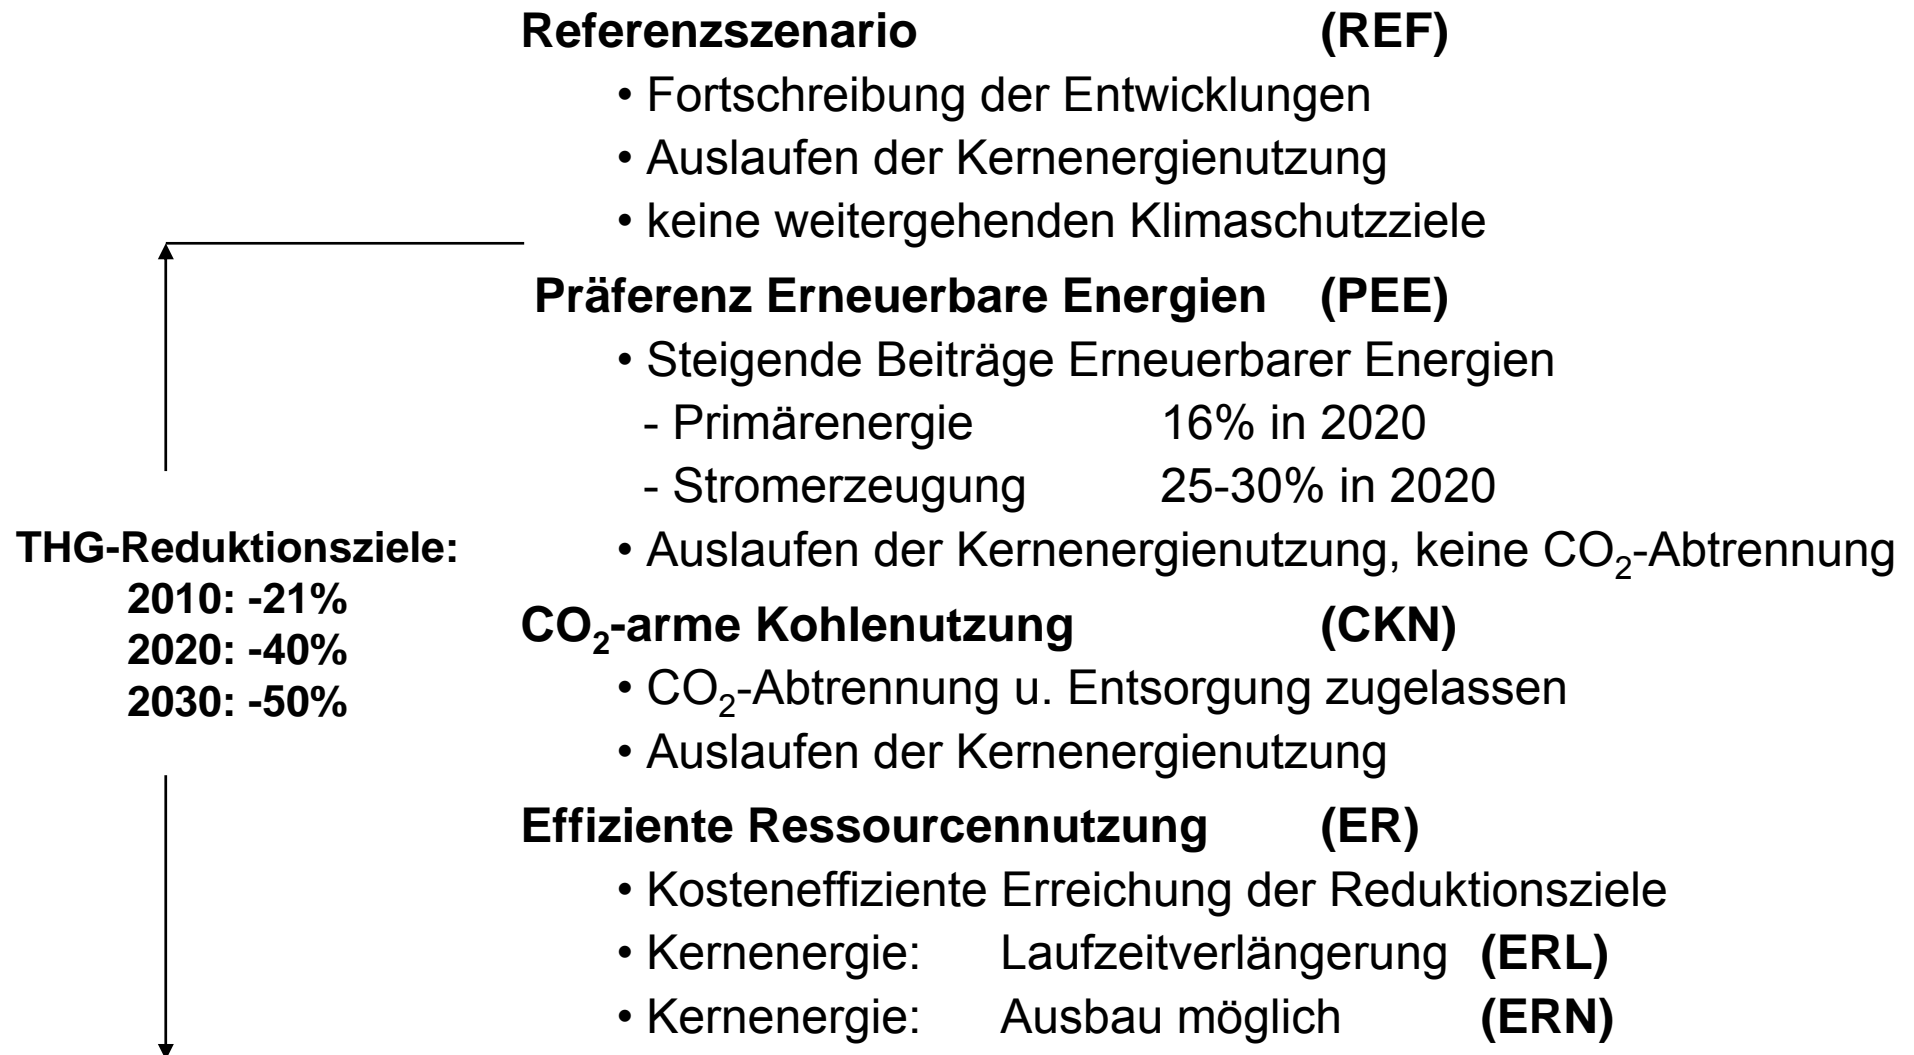 Referenzszenario (REF)
• Fortschreibung der Entwicklungen
• Auslaufen der Kernenergienutzung
• keine weitergehenden Klimaschutzziele
Präferenz Erneuerbare Energien (PEE)
• Steigende Beiträge Erneuerbarer Energien
- Primärenergie 16% in 2020
- Stromerzeugung 25-30% in 2020
• Auslaufen der Kernenergienutzung, keine CO₂-Abtrennung
CO₂-arme Kohlenutzung (CKN)
• CO₂-Abtrennung u. Entsorgung zugelassen
• Auslaufen der Kernenergienutzung
Effiziente Ressourcennutzung (ER)
• Kosteneffiziente Erreichung der Reduktionsziele
• Kernenergie: Laufzeitverlängerung (ERL)
• Kernenergie: Ausbau möglich (ERN)
THG-Reduktionsziele:
2010: -21%
2020: -40%
2030: -50%